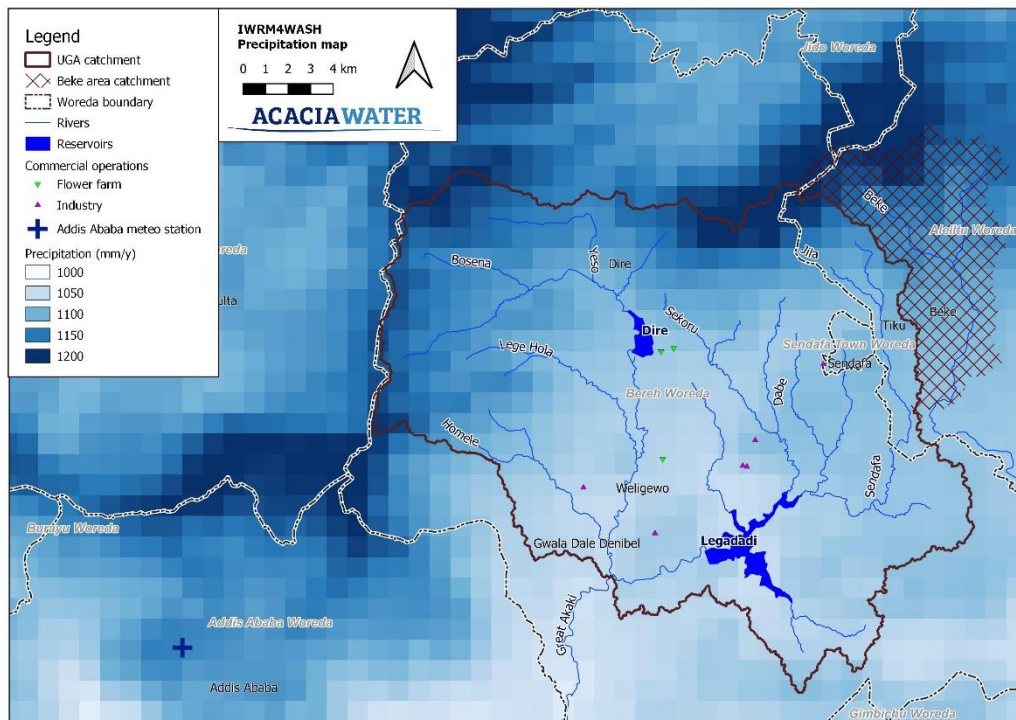 Legend
UGA catchment
Beke area catchment
Woreda boundary
Rivers
Reservoirs
Commercial operations
Flower farm
Industry
Addis Ababa meteo station
Precipitation (mm/y)
1000
1050
1100
1150
1200
IWRM4WASH
Precipitation map
0 1 2 3 4 km
ACACIAWATER
Jido Woreda
Beke
Aleiltu Woreda
Yeso
Dire
Jila
Bosena
ulta
Sekoru
Tiku
Beke
Dire
Lege Hola
Sendafa Town Woreda
Sendafa
Bereh Woreda
Dabe
Homele
Sendafa
Weligewo
Burayu Woreda
Gwala Dale Denibel
Legadadi
Great Akaki
Addis Ababa Woreda
Addis Ababa
Gimbichu Woreda